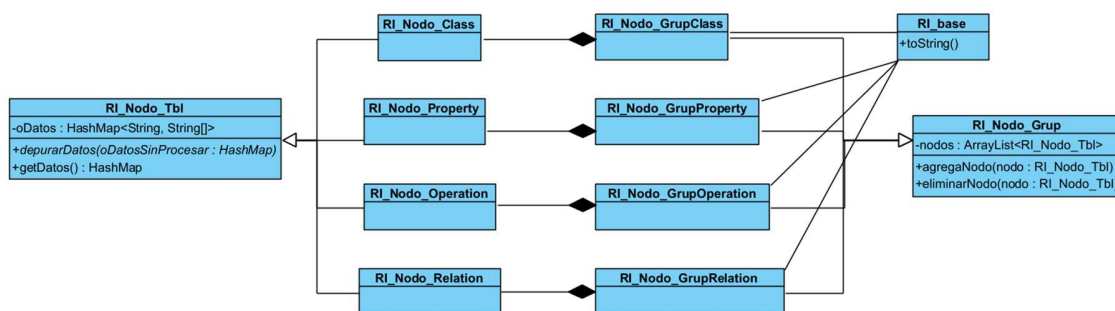 RI_Nodo_Class
RI_Nodo_GrupClass
RI_base
+toString()
RI_Nodo_Tbl
-oDatos : HashMap<String, String[]>
+depurarDatos(oDatosSinProcesar : HashMap)
+getDatos() : HashMap
RI_Nodo_Property
RI_Nodo_GrupProperty
RI_Nodo_Grup
-nodos : ArrayList<RI_Nodo_Tbl>
+agregaNodo(nodo : RI_Nodo_Tbl)
+eliminarNodo(nodo : RI_Nodo_Tbl
RI_Nodo_Operation
RI_Nodo_GrupOperation
RI_Nodo_Relation
RI_Nodo_GrupRelation